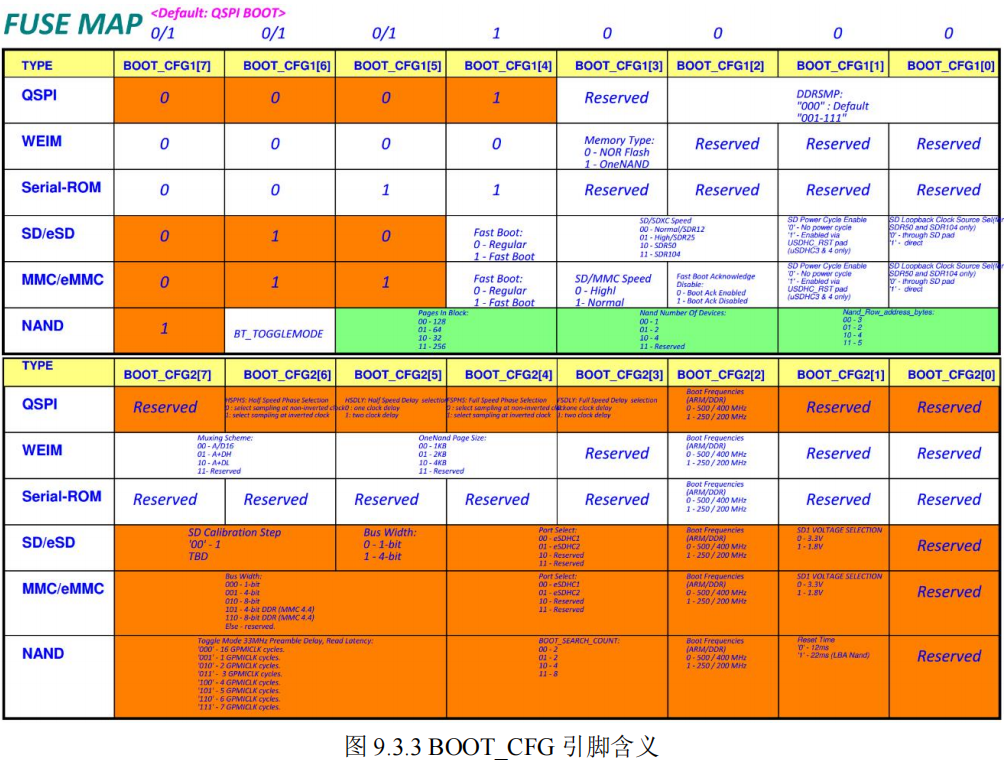 <Default: QSPI BOOT>
FUSE MAP 0/1 0/1 0/1 1 0 0 0 0
TYPE BOOT_CFG1[7] BOOT_CFG1[6] BOOT_CFG1[5] BOOT_CFG1[4] BOOT_CFG1[3] BOOT_CFG1[2] BOOT_CFG1[1] BOOT_CFG1[0]
QSPI 0 0 0 1 Reserved
DDRSMP:
"000" : Default
"001-111"
WEIM 0 0 0 0
Memory Type:
0 - NOR Flash
1 - OneNAND
Reserved Reserved Reserved
Serial-ROM 0 0 1 1 Reserved Reserved Reserved Reserved
SD/eSD 0 1 0
Fast Boot:
0 - Regular
1 - Fast Boot
SD/SDXC Speed
00 - Normal/SDR12
01 - High/SDR25
10 - SDR50
11 - SDR104
SD Power Cycle Enable
'0' - No power cycle
'1' - Enabled via
USDHC_RST pad
(uSDHC3 & 4 only)
SD Loopback Clock Source Sel(for
SDR50 and SDR104 only)
'0' - through SD pad
'1' - direct
MMC/eMMC 0 1 1
Fast Boot:
0 - Regular
1 - Fast Boot
SD/MMC Speed
0 - Highl
1- Normal
Fast Boot Acknowledge
Disable:
0 - Boot Ack Enabled
1 - Boot Ack Disabled
SD Power Cycle Enable
'0' - No power cycle
'1' - Enabled via
USDHC_RST pad
(uSDHC3 & 4 only)
SD Loopback Clock Source Sel(for
SDR50 and SDR104 only)
'0' - through SD pad
'1' - direct
NAND 1 BT_TOGGLEMODE
Pages In Block:
00 - 128
01 - 64
10 - 32
11 - 256
Nand Number Of Devices:
00 - 1
01 - 2
10 - 4
11 - Reserved
Nand_Row_address_bytes:
00 - 3
01 - 2
10 - 4
11 - 5
TYPE BOOT_CFG2[7] BOOT_CFG2[6] BOOT_CFG2[5] BOOT_CFG2[4] BOOT_CFG2[3] BOOT_CFG2[2] BOOT_CFG2[1] BOOT_CFG2[0]
QSPI Reserved
HSPHS: Half Speed Phase Selection
0 : select sampling at non-inverted clock
1: select sampling at inverted clock
HSDLY: Half Speed Delay selection
0 : one clock delay
1: two clock delay
FSPHS: Full Speed Phase Selection
0 : select sampling at non-inverted
1: select sampling at inverted clock
FSDLY: Full Speed Delay selection
one clock delay
1: two clock delay
Boot Frequencies
(ARM/DDR)
0 - 500 / 400 MHz
1 - 250 / 200 MHz
Reserved Reserved
WEIM
Muxing Scheme:
00 - A/D16
01 - A+DH
10 - A+DL
11- Reserved
OneNand Page Size:
00 - 1KB
01 - 2KB
10 - 4KB
11 - Reserved
Reserved
Boot Frequencies
(ARM/DDR)
0 - 500 / 400 MHz
1 - 250 / 200 MHz
Reserved Reserved
Serial-ROM Reserved Reserved Reserved Reserved Reserved
Boot Frequencies
(ARM/DDR)
0 - 500 / 400 MHz
1 - 250 / 200 MHz
Reserved Reserved
SD/eSD
SD Calibration Step
'00' - 1
TBD
Bus Width:
0 - 1-bit
1 - 4-bit
Port Select:
00 - eSDHC1
01 - eSDHC2
10 - Reserved
11 - Reserved
Boot Frequencies
(ARM/DDR)
0 - 500 / 400 MHz
1 - 250 / 200 MHz
SD1 VOLTAGE SELECTION
0 - 3.3V
1 - 1.8V
Reserved
MMC/eMMC
Bus Width:
000 - 1-bit
001 - 4-bit
010 - 8-bit
101 - 4-bit DDR (MMC 4.4)
110 - 8-bit DDR (MMC 4.4)
Else - reserved.
Port Select:
00 - eSDHC1
01 - eSDHC2
10 - Reserved
11 - Reserved
Boot Frequencies
(ARM/DDR)
0 - 500 / 400 MHz
1 - 250 / 200 MHz
SD1 VOLTAGE SELECTION
0 - 3.3V
1 - 1.8V
Reserved
NAND
Toggle Mode 33MHz Preamble Delay, Read Latency:
'000' - 16 GPMICLK cycles.
'001' - 1 GPMICLK cycles.
'010' - 2 GPMICLK cycles.
'011' - 3 GPMICLK cycles.
'100' - 4 GPMICLK cycles.
'101' - 5 GPMICLK cycles.
'110' - 6 GPMICLK cycles.
'111' - 7 GPMICLK cycles.
BOOT_SEARCH_COUNT:
00 - 2
01 - 2
10 - 4
11 - 8
Boot Frequencies
(ARM/DDR)
0 - 500 / 400 MHz
1 - 250 / 200 MHz
Reset Time
'0' - 12ms
'1' - 22ms (LBA Nand)
Reserved
图 9.3.3 BOOT_CFG 引脚含义